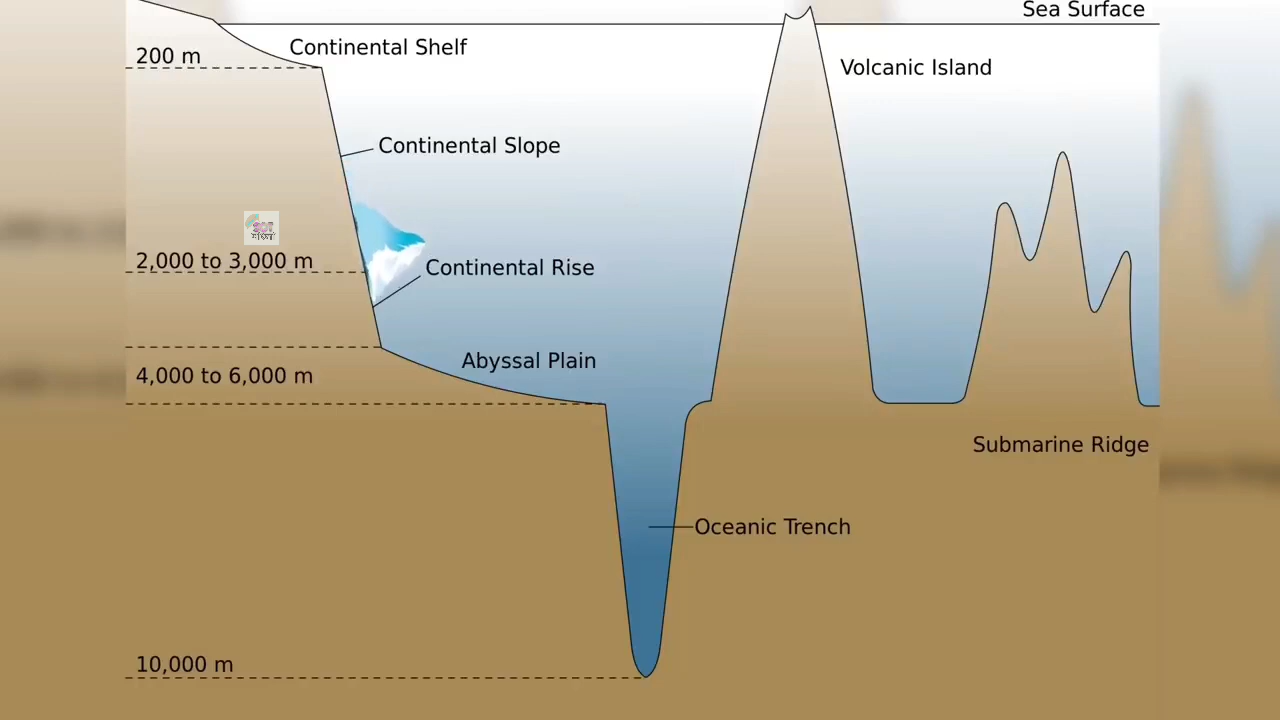 Sea Surface
200 m
Continental Shelf
Volcanic Island
Continental Slope
2,000 to 3,000 m
Continental Rise
Abyssal Plain
4,000 to 6,000 m
Submarine Ridge
Oceanic Trench
10,000 m